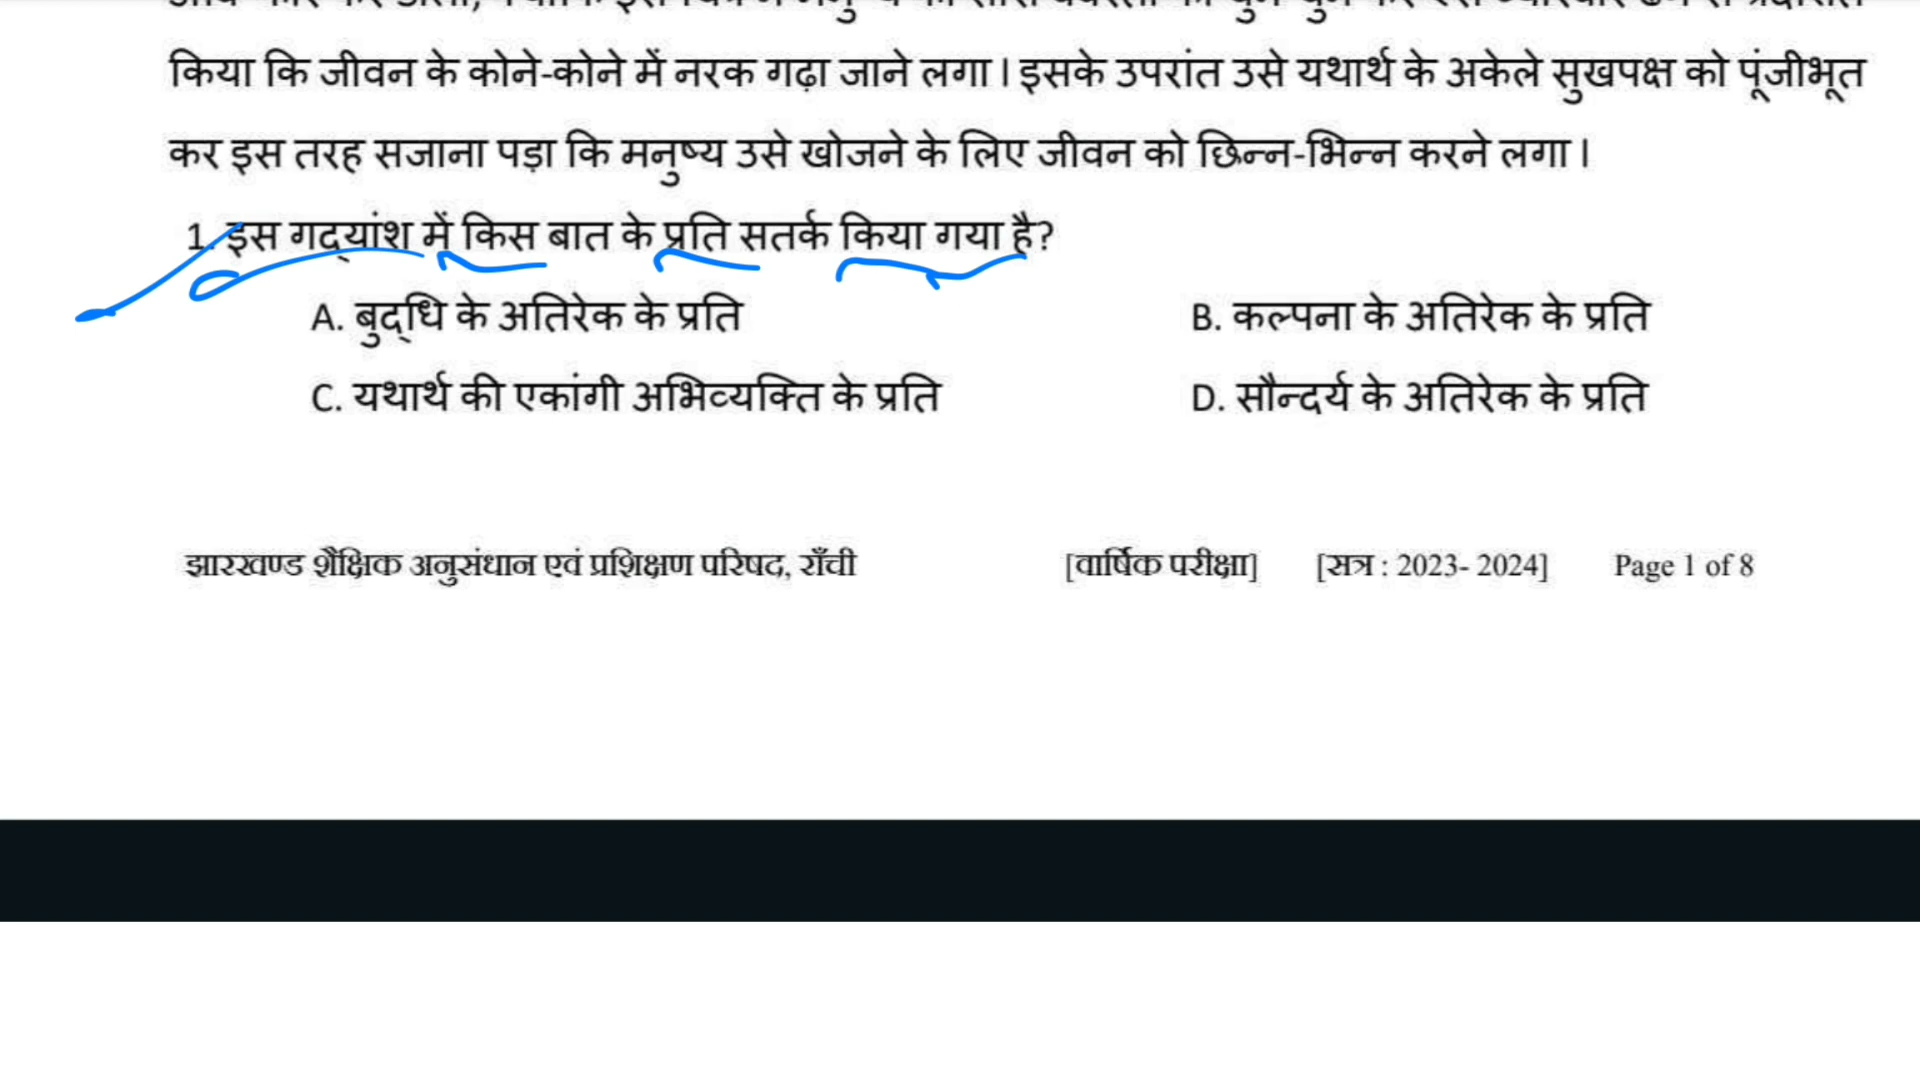 किया कि जीवन के कोने-कोने में नरक गढ़ा जाने लगा। इसके उपरांत उसे यथार्थ के अकेले सुखपक्ष को पूंजीभूत
कर इस तरह सजाना पड़ा कि मनुष्य उसे खोजने के लिए जीवन को छिन्न-भिन्न करने लगा।
1. इस गद्यांश में किस बात के प्रति सतर्क किया गया है?
A. बुद्धि के अतिरेक के प्रति B. कल्पना के अतिरेक के प्रति
C. यथार्थ की एकांगी अभिव्यक्ति के प्रति D. सौन्दर्य के अतिरेक के प्रति
झारखण्ड शैक्षिक अनुसंधान एवं प्रशिक्षण परिषद, राँची [वार्षिक परीक्षा] [सत्र : 2023- 2024] Page 1 of 8